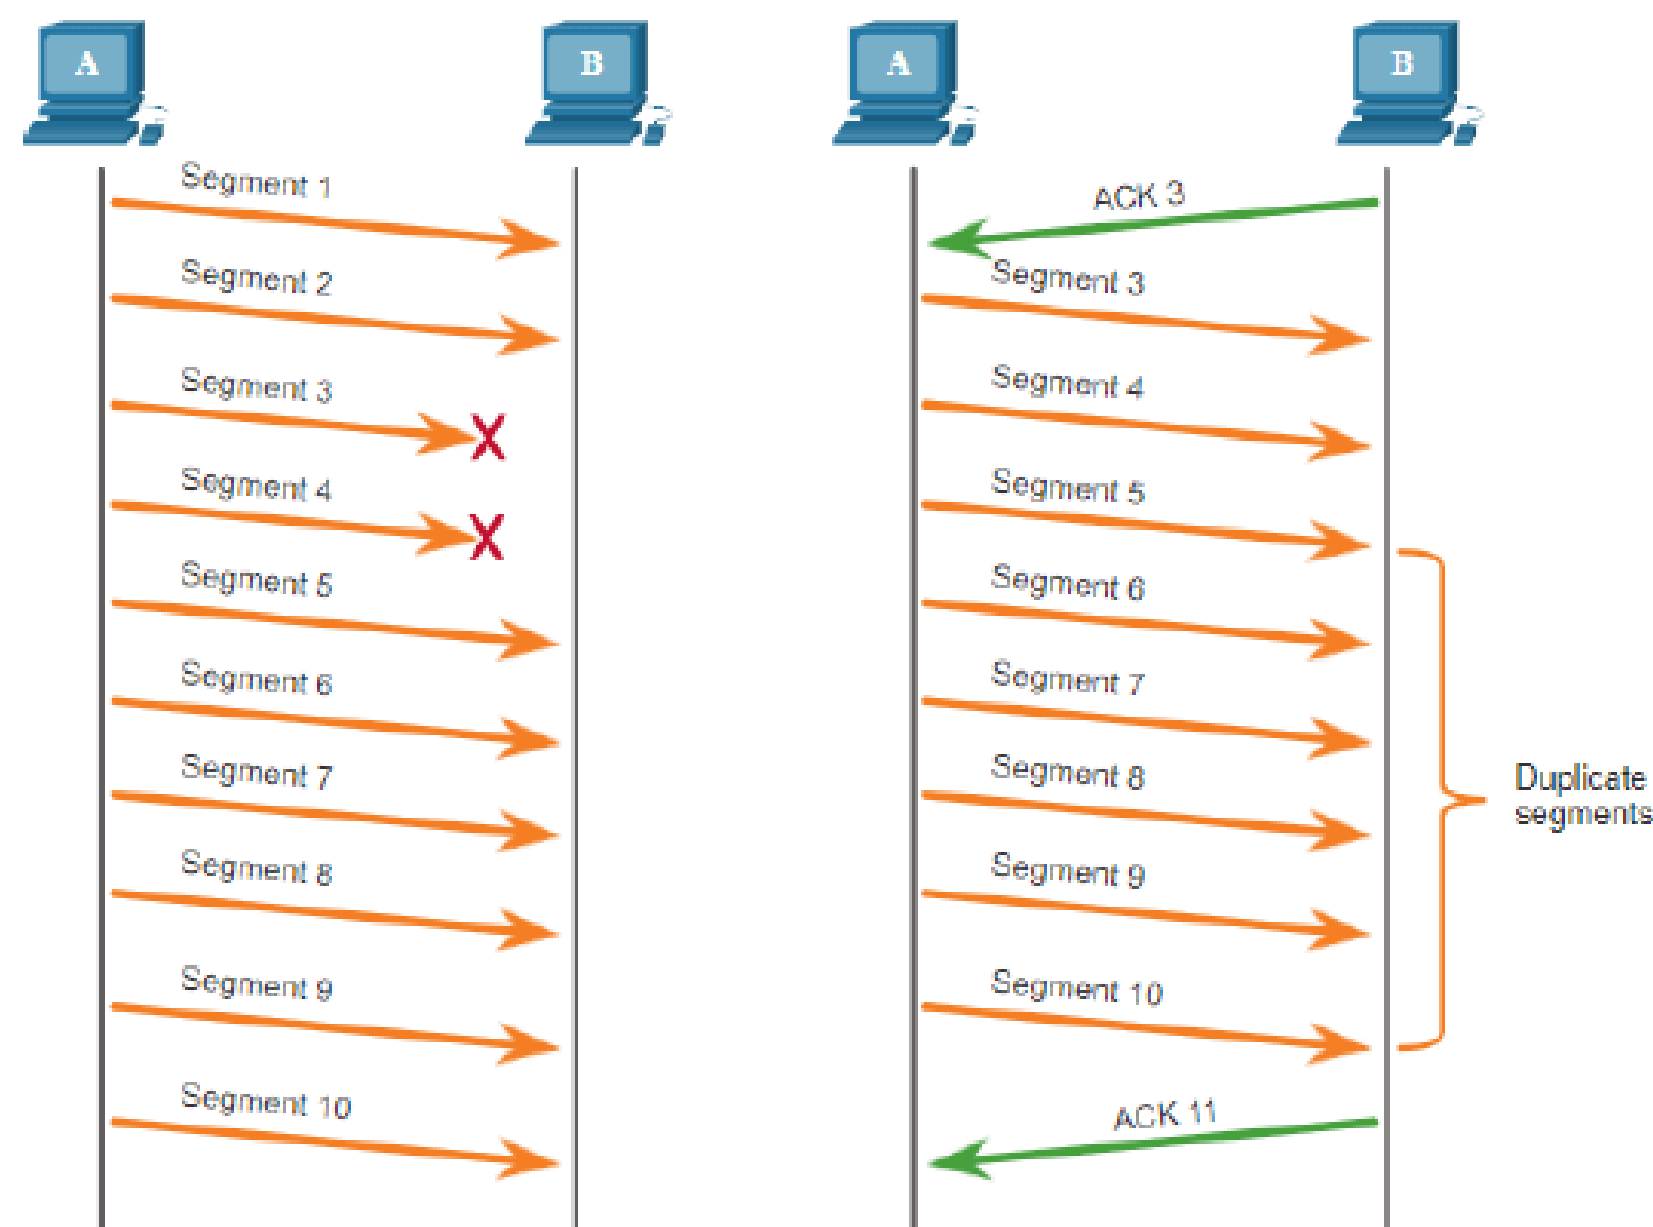 A
B
Segment 1
Segment 2
Segment 3
X
Segment 4
X
Segment 5
Segment 6
Segment 7
Segment 8
Segment 9
Segment 10
A
B
ACK 3
Segment 3
Segment 4
Segment 5
Segment 6
Segment 7
Segment 8
Segment 9
Segment 10
Duplicate
segments
ACK 11